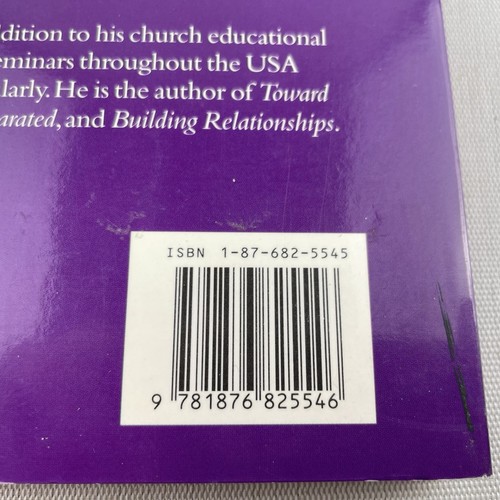 ddition to his church educational
eminars throughout the USA
larly. He is the author of Toward
arated, and Building Relationships.
ISBN 1-87-682-5545
9 781876 825546